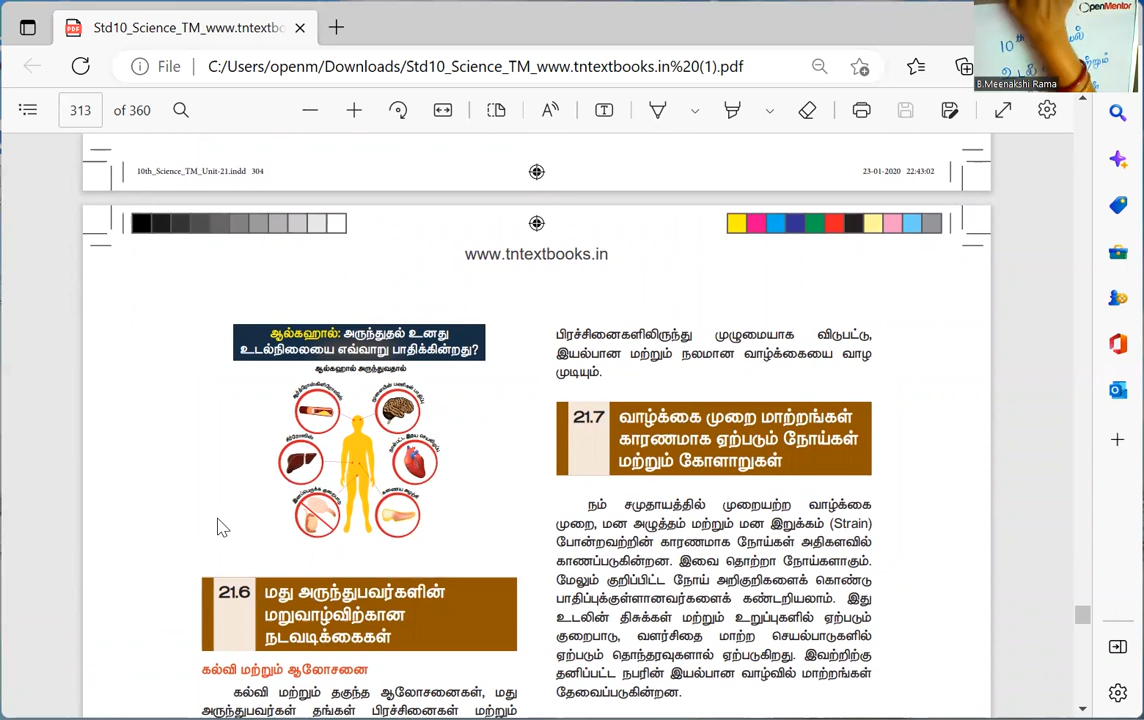 Std10_Science_TM_www.tntextbo
File
C:/Users/openm/Downloads/Std10_Science_TM_www.tntextbooks.in%20(1).pdf
OpenMentor
10th
B.Meenakshi Rama
313
of 360
10th_Science_TM_Unit-21.indd 304
23-01-2020 22:43:02
www.tntextbooks.in
ஆல்கஹால்: அருந்துதல் உனது
உடல்நிலையை எவ்வாறு பாதிக்கின்றது?
ஆல்கஹால் அருந்துவதால்
21.6
மது அருந்துபவர்களின்
மறுவாழ்விற்கான
நடவடிக்கைகள்
கல்வி மற்றும் ஆலோசனை
கல்வி மற்றும் தகுந்த ஆலோசனைகள், மது
அருந்துபவர்கள் தங்கள் பிரச்சினைகள் மற்றும்
பிரச்சினைகளிலிருந்து முழுமையாக விடுபட்டு,
இயல்பான மற்றும் நலமான வாழ்க்கையை வாழ
முடியும்.
21.7
வாழ்க்கை முறை மாற்றங்கள்
காரணமாக ஏற்படும் நோய்கள்
மற்றும் கோளாறுகள்
நம் சமுதாயத்தில் முறையற்ற வாழ்க்கை
முறை, மன அழுத்தம் மற்றும் மன இறுக்கம் (Strain)
போன்றவற்றின் காரணமாக நோய்கள் அதிகளவில்
காணப்படுகின்றன. இவை தொற்றா நோய்களாகும்.
மேலும் குறிப்பிட்ட நோய் அறிகுறிகளைக் கொண்டு
பாதிப்புக்குள்ளானவர்களைக் கண்டறியலாம். இது
உடலின் திசுக்கள் மற்றும் உறுப்புகளில் ஏற்படும்
குறைபாடு, வளர்சிதை மாற்ற செயல்பாடுகளில்
ஏற்படும் தொந்தரவுகளால் ஏற்படுகிறது. இவற்றிற்கு
தனிப்பட்ட நபரின் இயல்பான வாழ்வில் மாற்றங்கள்
தேவைப்படுகின்றன.